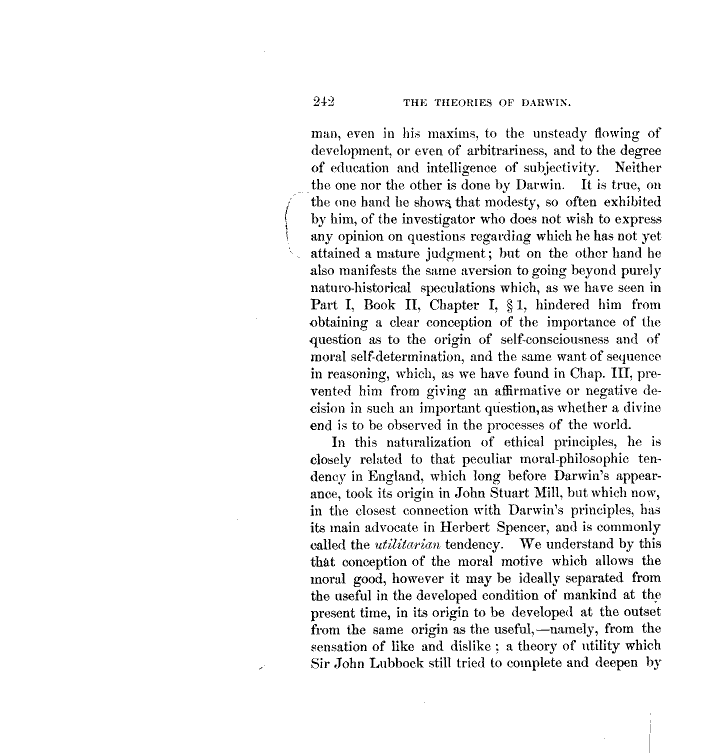 242 THE THEORIES OF DARWIN.
man, even in his maxims, to the unsteady flowing of
development, or even of arbitrariness, and to the degree
of education and intelligence of subjectivity. Neither
the one nor the other is done by Darwin. It is true, on
the one hand he shows that modesty, so often exhibited
by him, of the investigator who does not wish to express
any opinion on questions regarding which he has not yet
attained a mature judgment; but on the other hand he
also manifests the same aversion to going beyond purely
naturo-historical speculations which, as we have seen in
Part I, Book II, Chapter I, § 1, hindered him from
obtaining a clear conception of the importance of the
question as to the origin of self-consciousness and of
moral self-determination, and the same want of sequence
in reasoning, which, as we have found in Chap. III, pre-
vented him from giving an affirmative or negative de-
cision in such an important question, as whether a divine
end is to be observed in the processes of the world.
In this naturalization of ethical principles, he is
closely related to that peculiar moral-philosophic ten-
dency in England, which long before Darwin's appear-
ance, took its origin in John Stuart Mill, but which now,
in the closest connection with Darwin's principles, has
its main advocate in Herbert Spencer, and is commonly
called the utilitarian tendency. We understand by this
that conception of the moral motive which allows the
moral good, however it may be ideally separated from
the useful in the developed condition of mankind at the
present time, in its origin to be developed at the outset
from the same origin as the useful,—namely, from the
sensation of like and dislike; a theory of utility which
Sir John Lubbock still tried to complete and deepen by